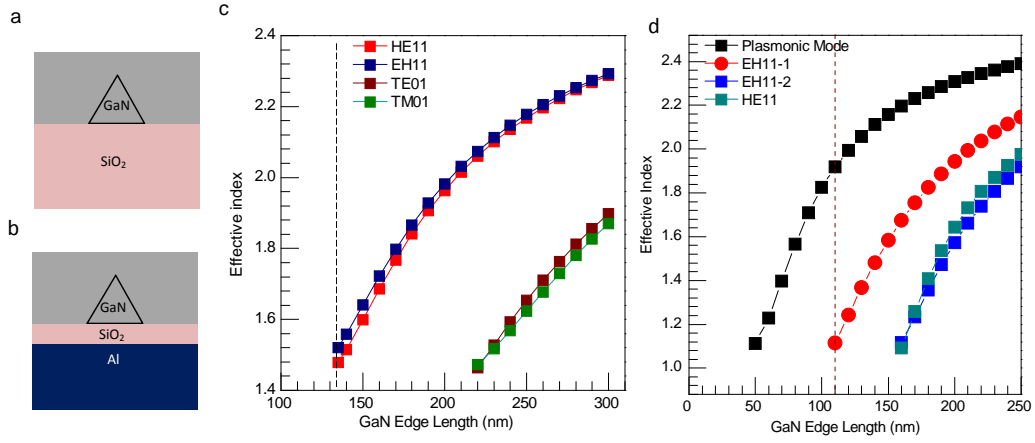 a
GaN
SiO2
b
GaN
SiO2
Al
c
2.4
2.2
2.0
1.8
1.6
1.4
Effective Index
100
150
200
250
300
GaN Edge Length (nm)
HE11
EH11
TE01
TM01
d
2.4
2.2
2.0
1.8
1.6
1.4
1.2
1.0
Effective Index
0
50
100
150
200
250
GaN Edge Length (nm)
Plasmonic Mode
EH11-1
EH11-2
HE11